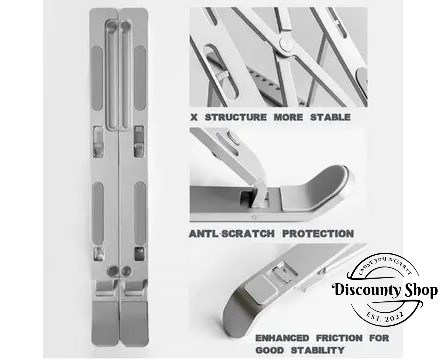 X STRUCTURE MORE STABLE
ANTI-SCRATCH PROTECTION
Discounty Shop
EST. 2022
ENHANCED FRICTION FOR
GOOD STABILITY